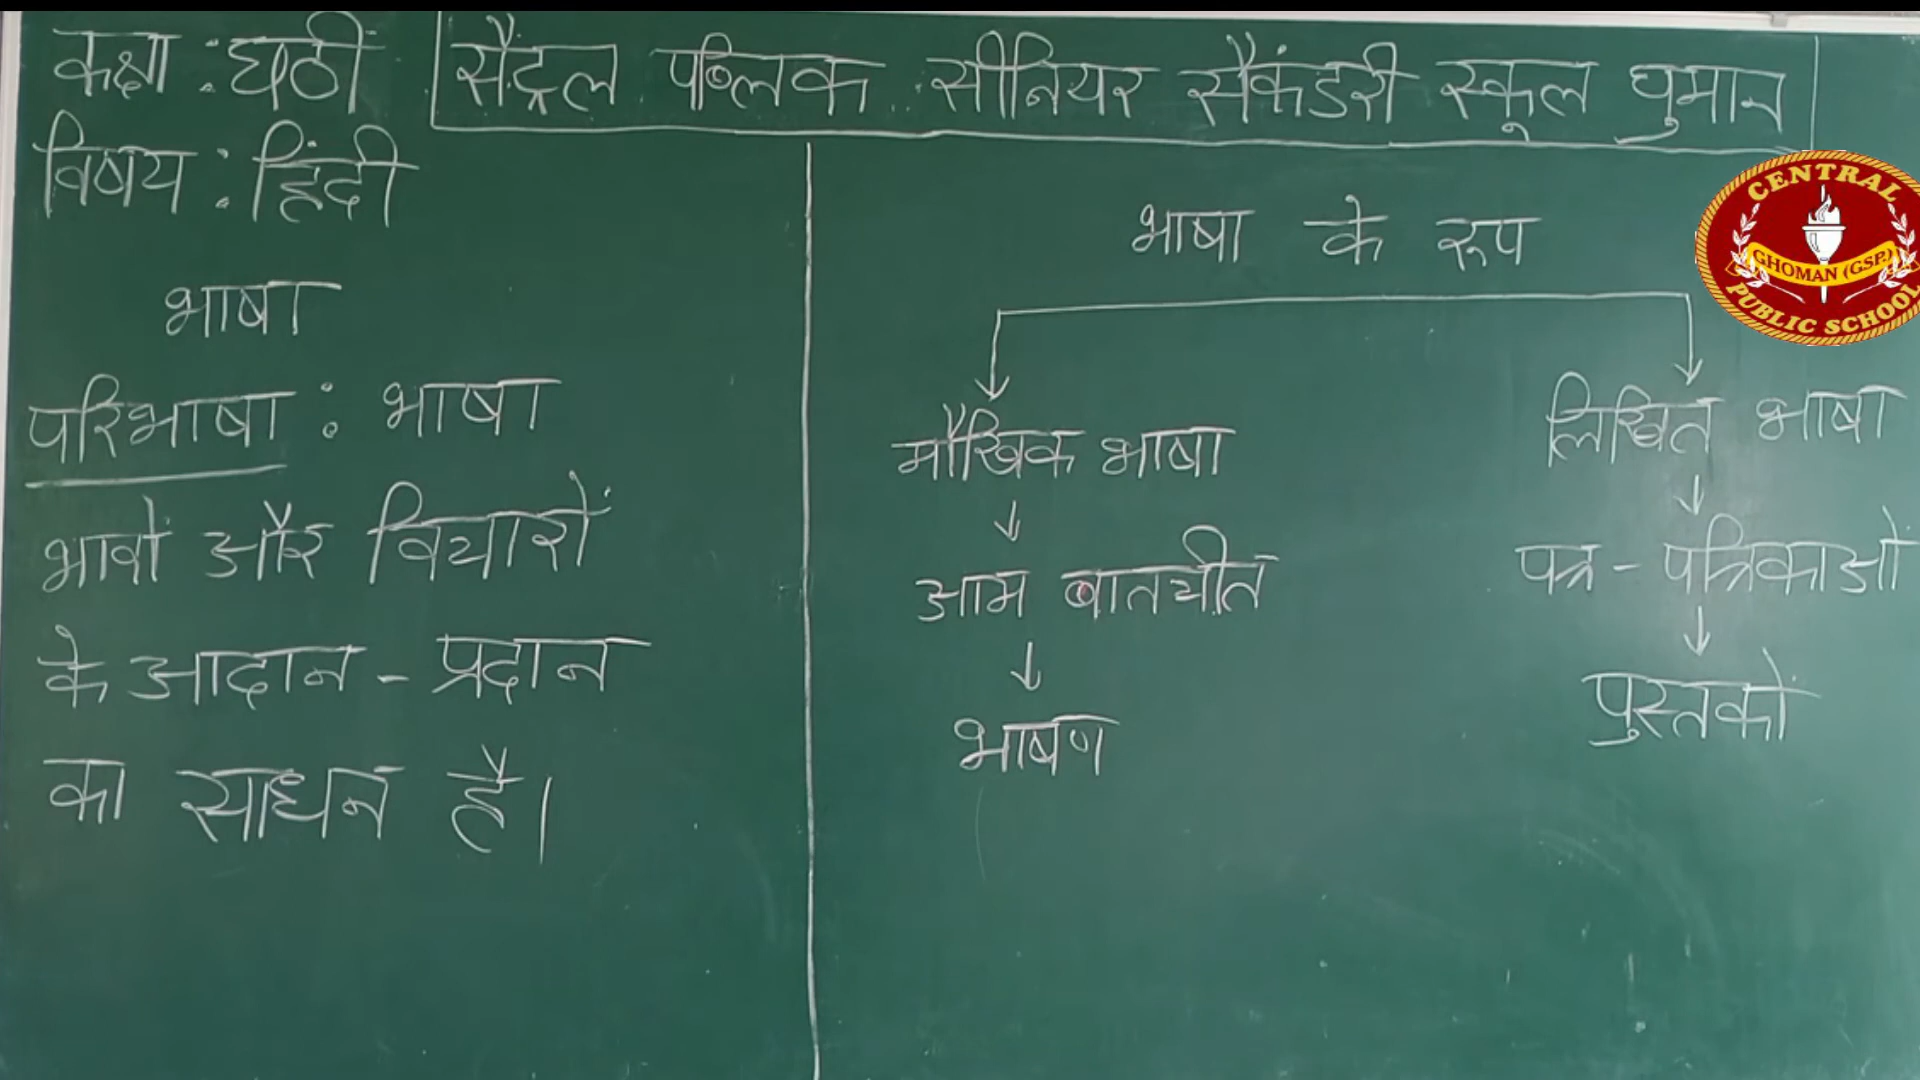 कक्षा : छठी
सैंट्रल पब्लिक सीनियर सैकंडरी स्कूल घुमान
विषय : हिंदी
भाषा
परिभाषा : भाषा
भावों और विचारों
के आदान - प्रदान
का साधन है।
भाषा के रूप
मौखिक भाषा
आम बातचीत
भाषण
लिखित भाषा
पत्र - पत्रिकाओं
पुस्तकों
CENTRAL
GHOMAN (GSP.)
PUBLIC SCHOOL